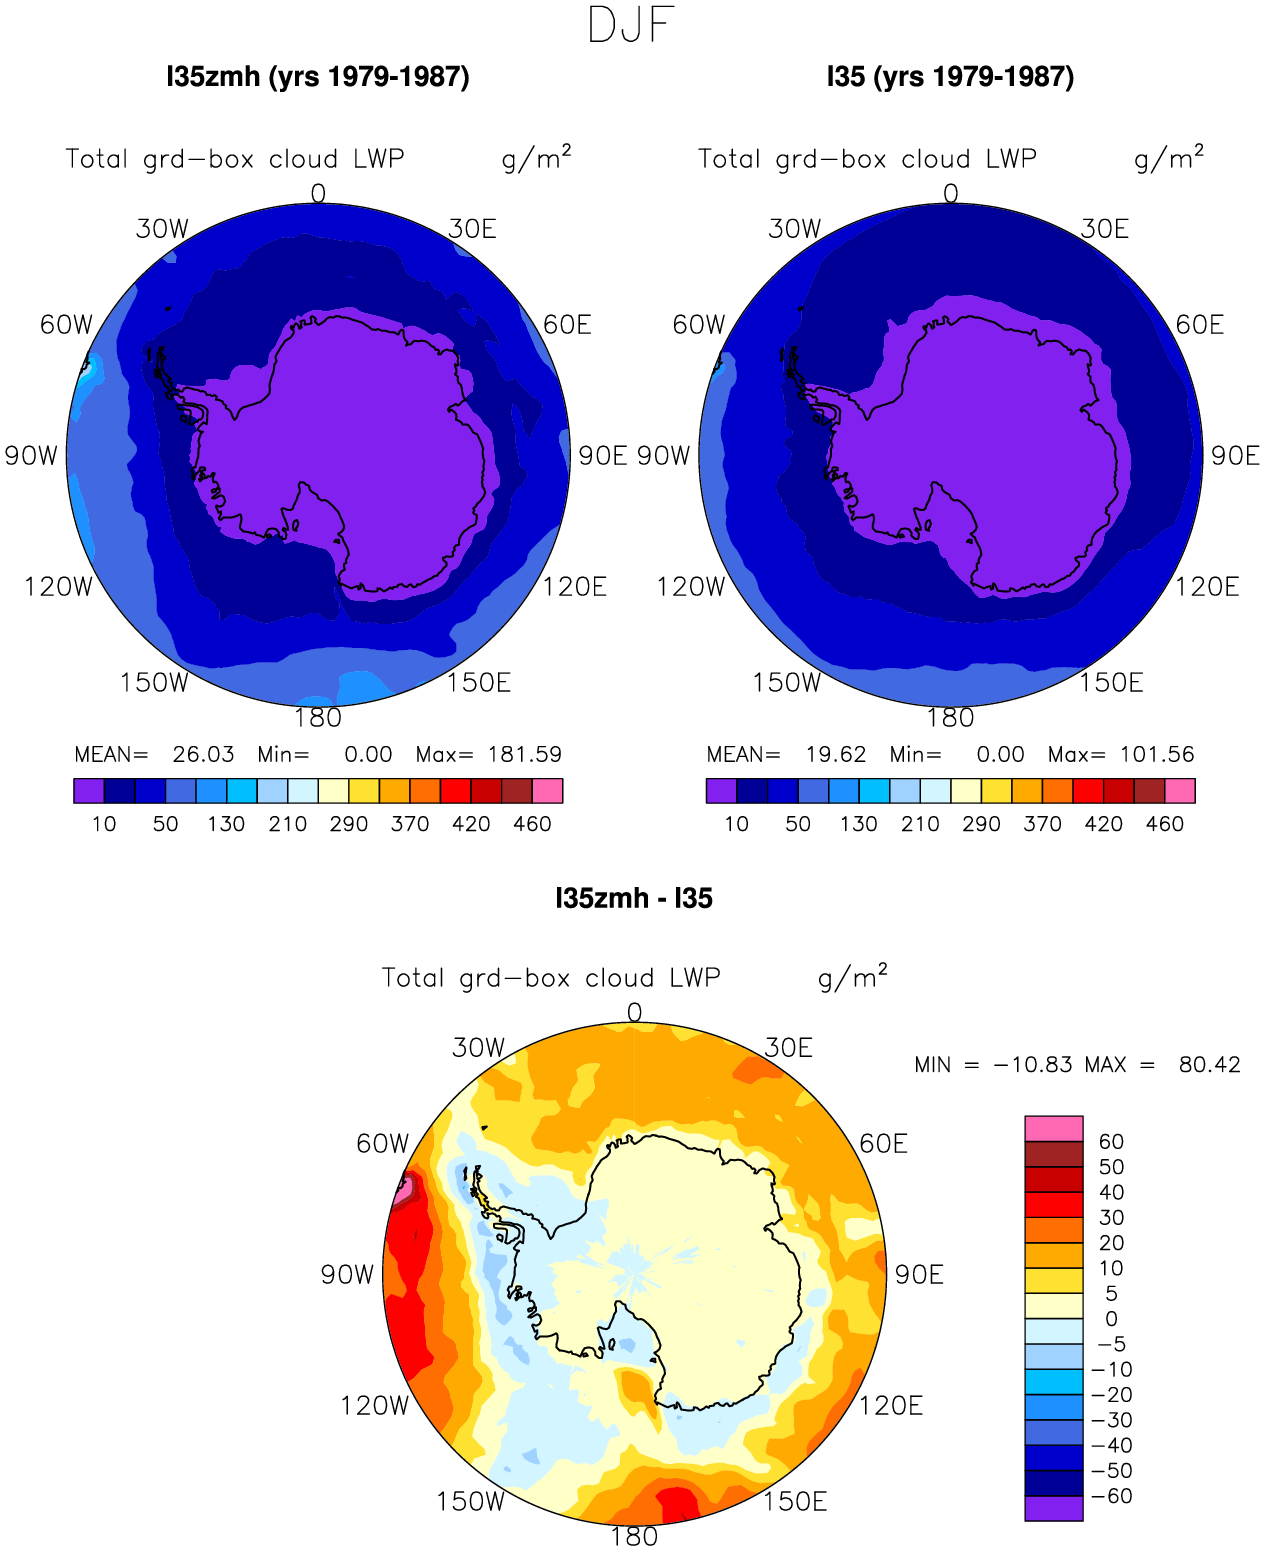 DJF
I35zmh (yrs 1979-1987)
I35 (yrs 1979-1987)
Total grd-box cloud LWP g/m²
Total grd-box cloud LWP g/m²
0
30W 30E
60W 60E
90W 90E
120W 120E
150W 150E
180
0
30W 30E
60W 60E
90W 90E
120W 120E
150W 150E
180
MEAN= 26.03 Min= 0.00 Max= 181.59
10 50 130 210 290 370 420 460
MEAN= 19.62 Min= 0.00 Max= 101.56
10 50 130 210 290 370 420 460
I35zmh - I35
Total grd-box cloud LWP g/m²
0
30W 30E
60W 60E
90W 90E
120W 120E
150W 150E
180
MIN = -10.83 MAX = 80.42
60
50
40
30
20
10
5
0
-5
-10
-20
-30
-40
-50
-60